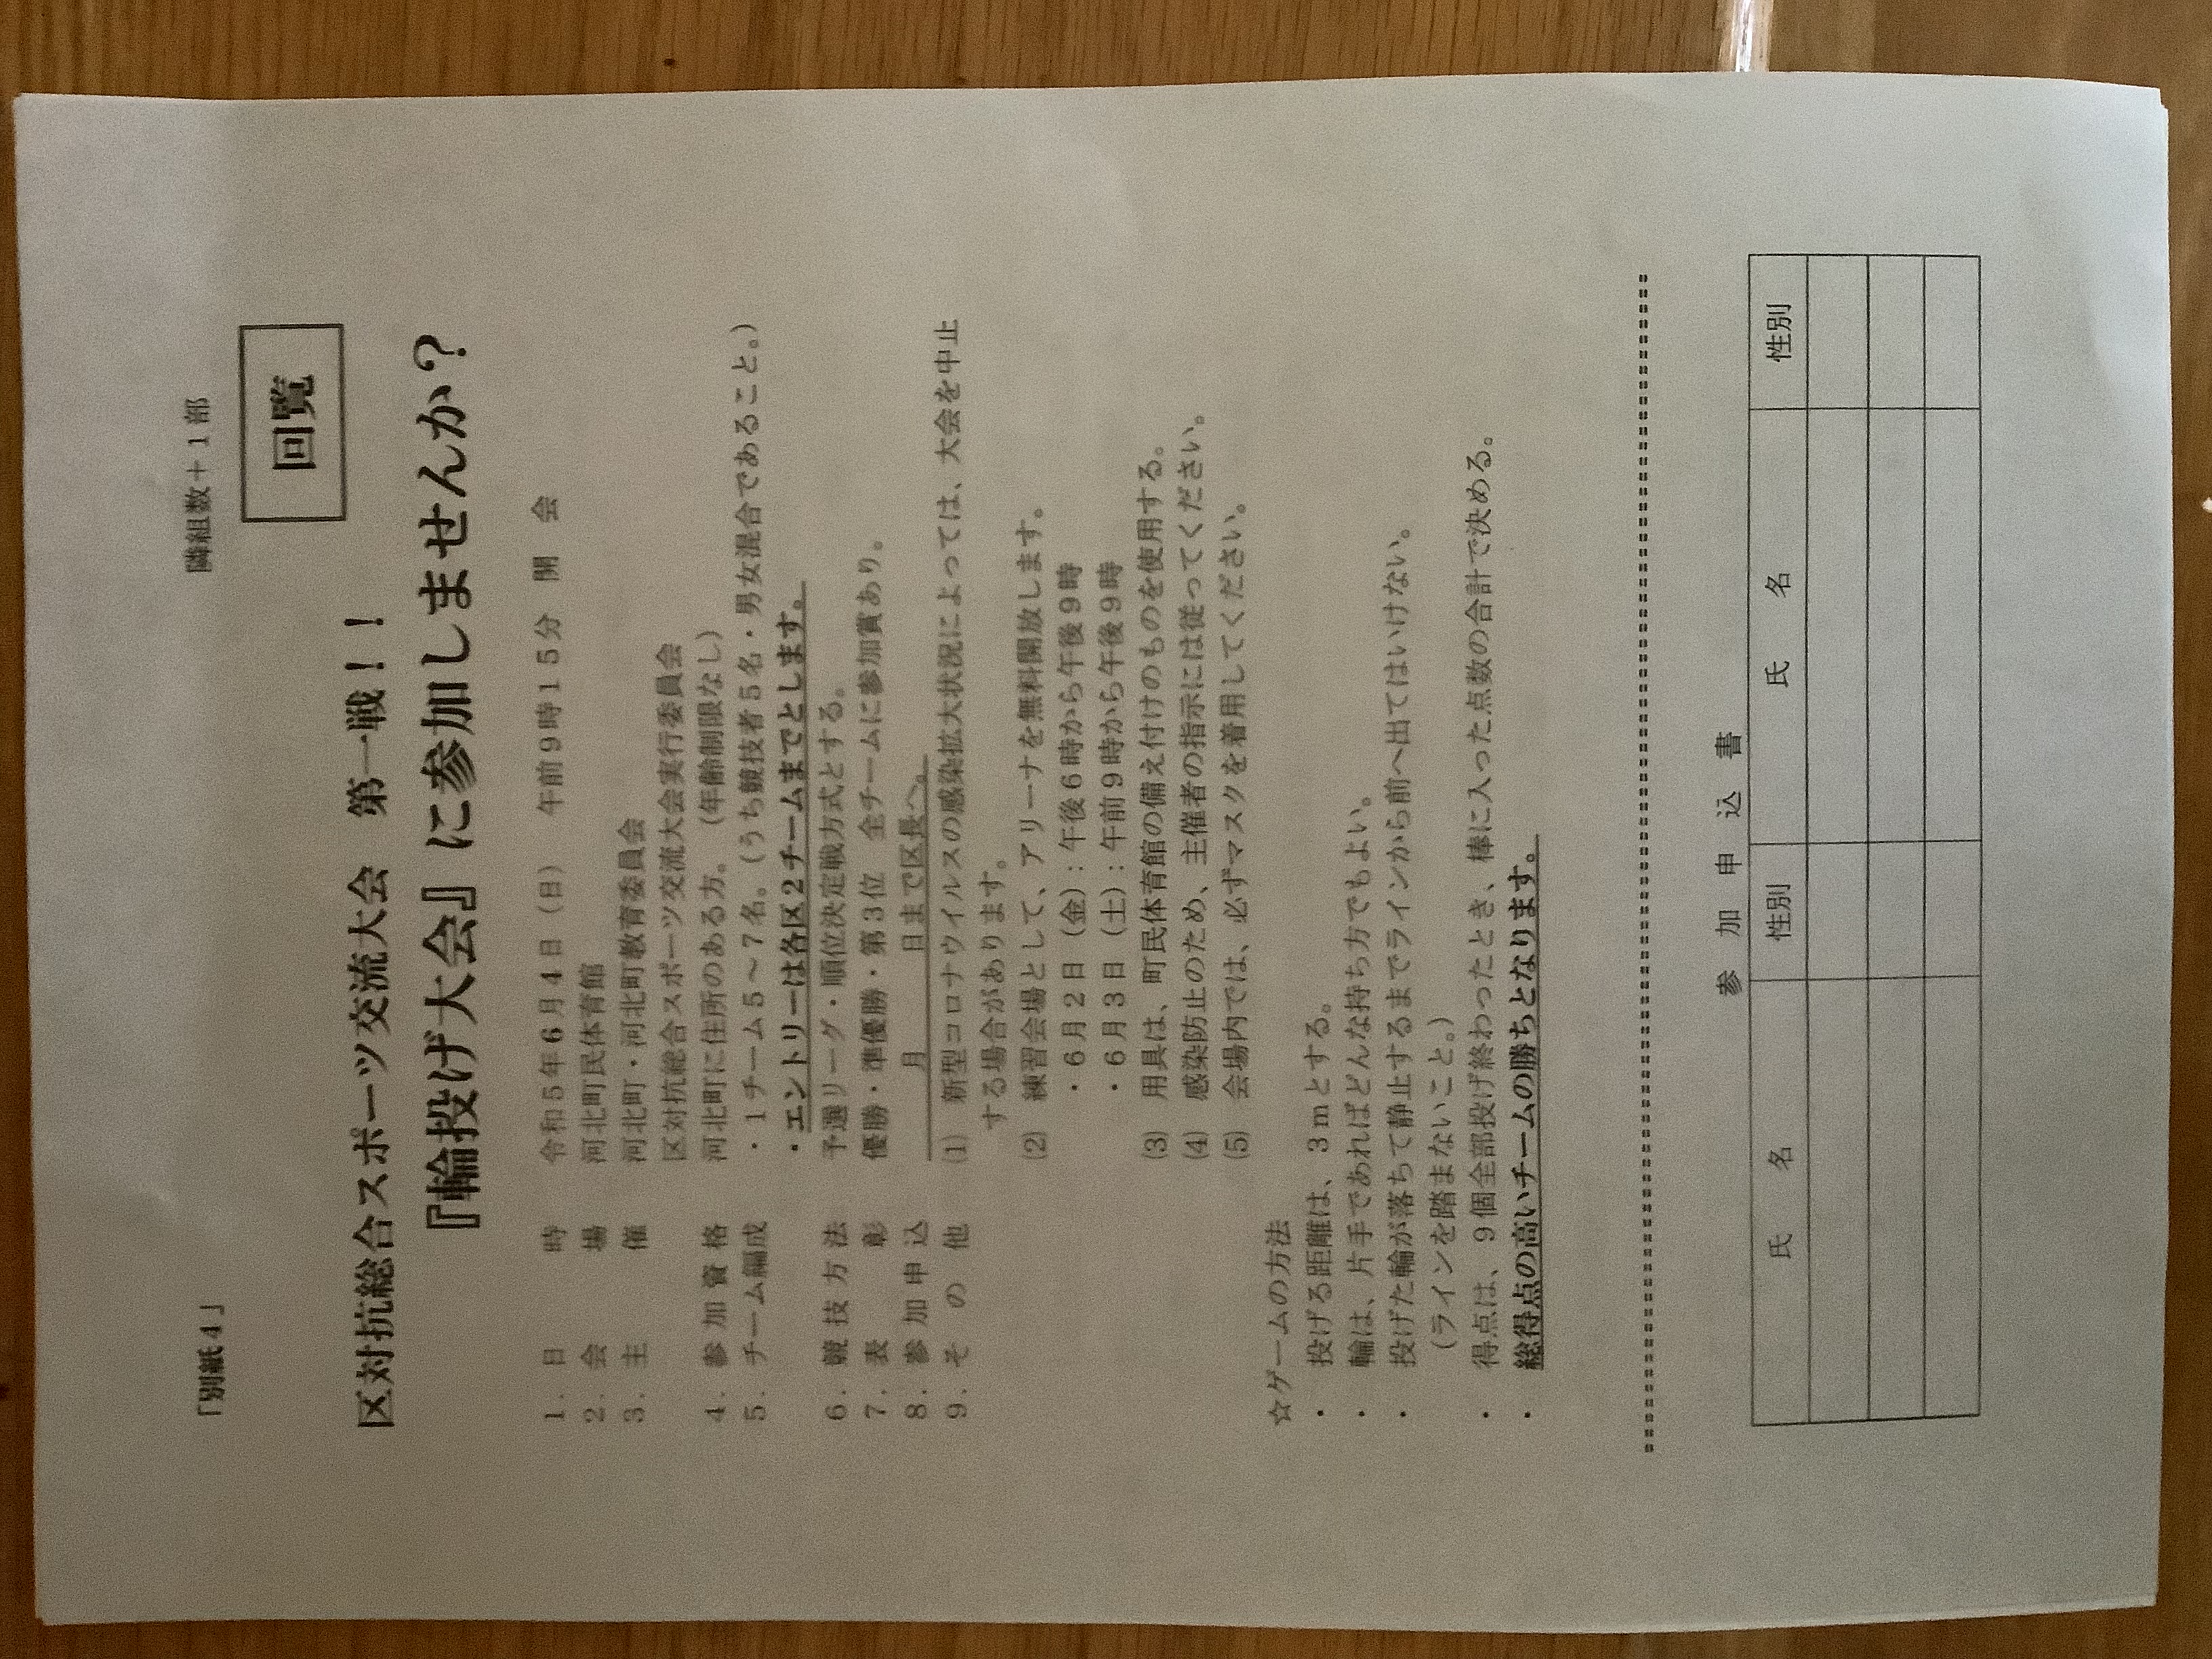 「別紙４」
隣組数＋１部
回覧
区対抗総合スポーツ交流大会　第一戦！！
『輪投げ大会』に参加しませんか？
１．日時　令和５年６月４日（日）　午前９時１５分　開　会
２．会場　河北町民体育館
３．主催　河北町・河北町教育委員会
区対抗総合スポーツ交流大会実行委員会
４．参加資格　河北町に住所のある方。（年齢制限なし）
５．チーム編成　・１チーム５～７名。（うち競技者５名・男女混合であること。）
・エントリーは各区２チームまでとします。
６．競技方法　予選リーグ・順位決定戦方式とする。
７．表彰　優勝・準優勝・第３位　全チームに参加賞あり。
８．参加申込　　　月　　　日まで区長へ。
９．その他　⑴　新型コロナウイルスの感染拡大状況によっては、大会を中止
する場合があります。
⑵　練習会場として、アリーナを無料開放します。
・６月２日（金）：午後６時から午後９時
・６月３日（土）：午前９時から午後９時
⑶　用具は、町民体育館の備え付けのものを使用する。
⑷　感染防止のため、主催者の指示には従ってください。
⑸　会場内では、必ずマスクを着用してください。
☆ゲームの方法
・　投げる距離は、３ｍとする。
・　輪は、片手であればどんな持ち方でもよい。
・　投げた輪が落ちて静止するまでラインから前へ出てはいけない。
（ラインを踏まないこと。）
・　得点は、９個全部投げ終わったとき、棒に入った点数の合計で決める。
・　総得点の高いチームの勝ちとなります。
参　加　申　込　書
氏　名　性別　氏　名　性別